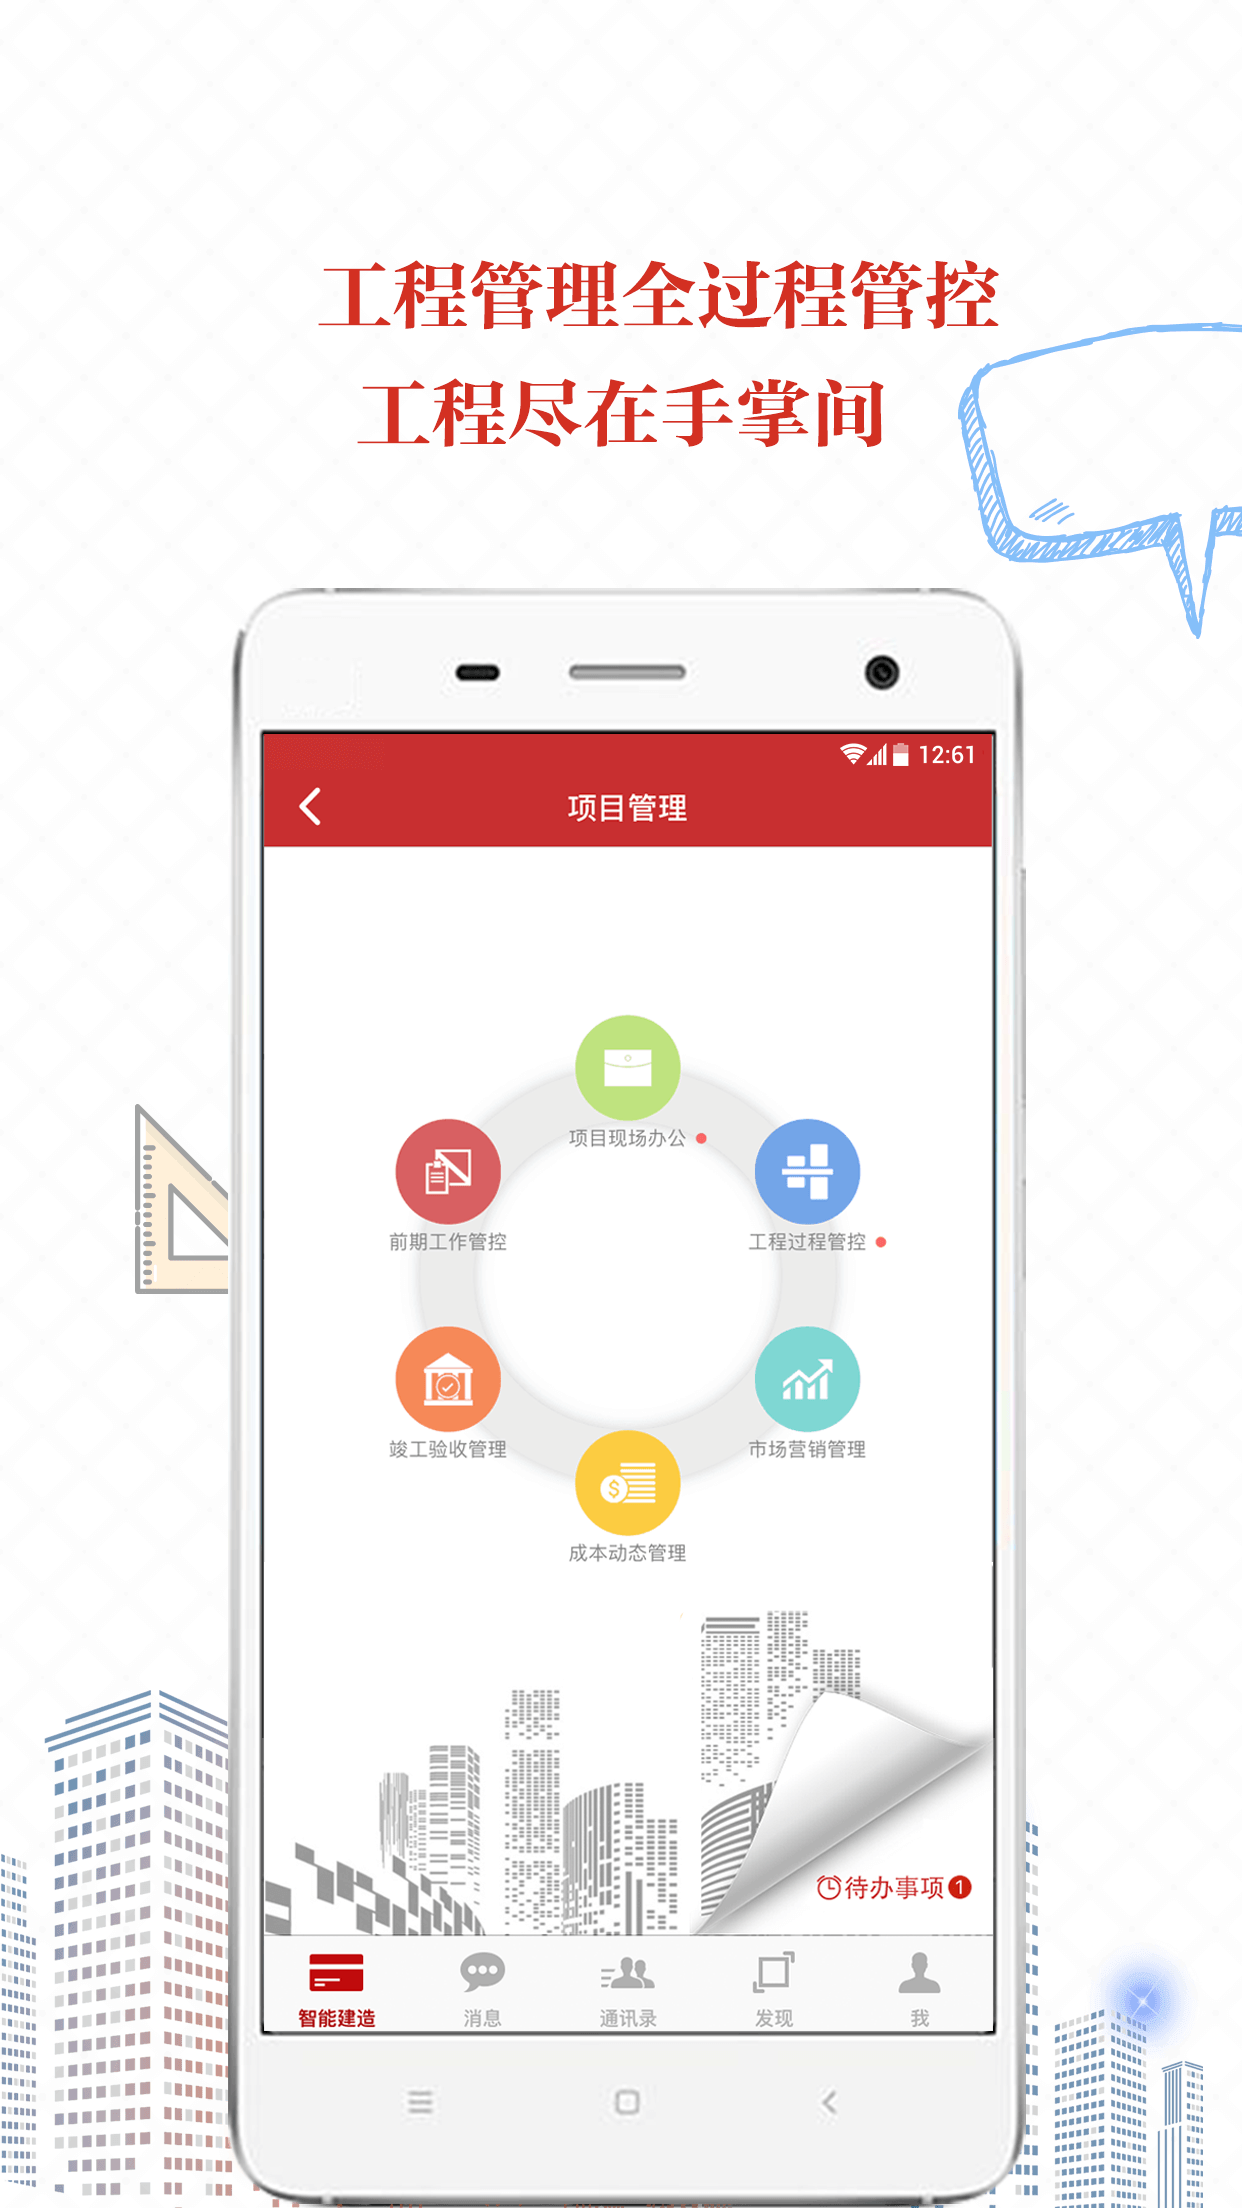 工程管理全过程管控
工程尽在手掌间
12:61
项目管理
项目现场办公
前期工作管控
工程过程管控
竣工验收管理
市场营销管理
成本动态管理
待办事项 1
智能建造
消息
通讯录
发现
我